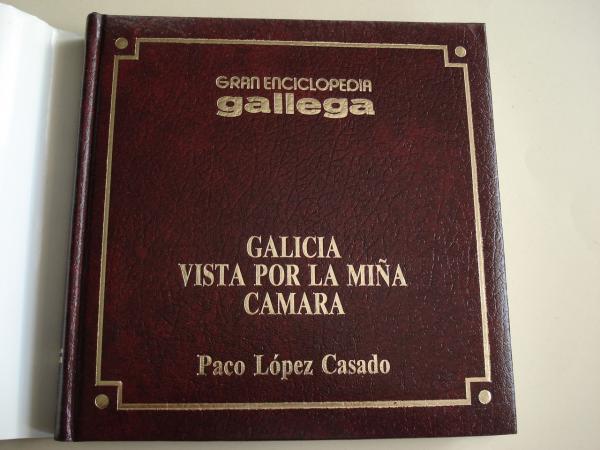 GRAN ENCICLOPEDIA
gallega
GALICIA
VISTA POR LA MIÑA
CAMARA
Paco López Casado